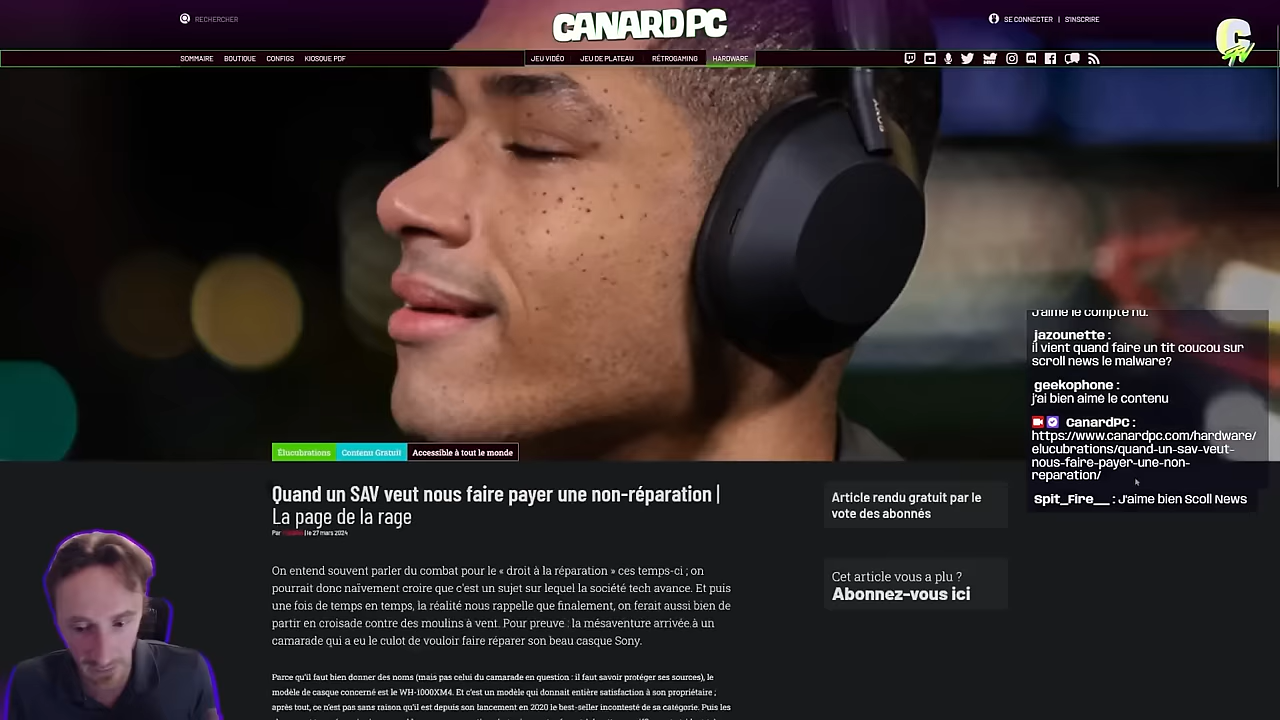 RECHERCHER
CANARD PC
SE CONNECTER | S'INSCRIRE
SOMMAIRE BOUTIQUE CONFIGS KIOSQUE PDF
JEU VIDÉO JEU DE PLATEAU RÉTROGAMING HARDWARE
SONY
J'aime le compte nu.
jazounette :
il vient quand faire un tit coucou sur
scroll news le malware?
geekophone :
j'ai bien aimé le contenu
CanardPC :
https://www.canardpc.com/hardware/
elucubrations/quand-un-sav-veut-
nous-faire-payer-une-non-
reparation/
Spit_Fire__ : J'aime bien Scoll News
Élucubrations Contenu Gratuit Accessible à tout le monde
Quand un SAV veut nous faire payer une non-réparation |
La page de la rage
Par | le 27 mars 2024
Article rendu gratuit par le
vote des abonnés
Cet article vous a plu ?
Abonnez-vous ici
On entend souvent parler du combat pour le « droit à la réparation » ces temps-ci ; on
pourrait donc naïvement croire que c'est un sujet sur lequel la société tech avance. Et puis
une fois de temps en temps, la réalité nous rappelle que finalement, on ferait aussi bien de
partir en croisade contre des moulins à vent. Pour preuve : la mésaventure arrivée à un
camarade qui a eu le culot de vouloir faire réparer son beau casque Sony.
Parce qu'il faut bien donner des noms (mais pas celui du camarade en question : il faut savoir protéger ses sources), le
modèle de casque concerné est le WH-1000XM4. Et c'est un modèle qui donnait entière satisfaction à son propriétaire ;
après tout, ce n'est pas sans raison qu'il est depuis son lancement en 2020 le best-seller incontesté de sa catégorie. Puis les